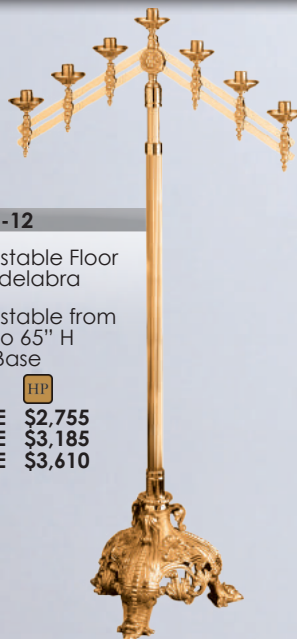 -12
stable Floor
delabra
stable from
o 65” H
Base
HP
E $2,755
E $3,185
E $3,610